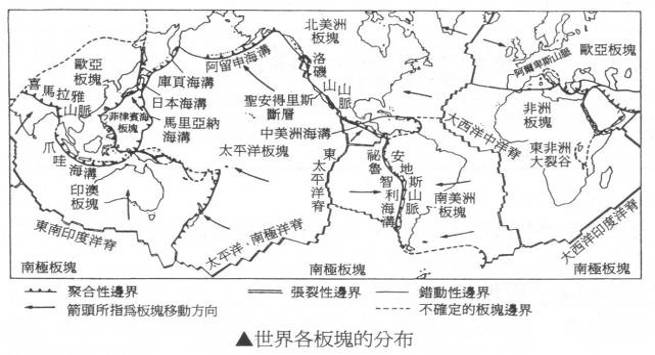 北美洲
板塊
歐亞
板塊
阿留申海溝
洛磯山山脈
阿爾卑斯山脈
歐亞板塊
喜馬拉雅
山脈
庫頁海溝
日本海溝
菲律賓海
板塊
馬里亞納
海溝
聖安得里斯
斷層
中美洲海溝
大西洋中洋脊
非洲
板塊
東非洲
大裂谷
爪哇海溝
印澳
板塊
太平洋板塊
東太平洋脊
祕魯智利海溝
安地斯山脈
南美洲
板塊
東南印度洋脊
太平洋·南極洋脊
大西洋印度洋脊
南極板塊
南極板塊
南極板塊
聚合性邊界
張裂性邊界
錯動性邊界
箭頭所指爲板塊移動方向
不確定的板塊邊界
▲世界各板塊的分布